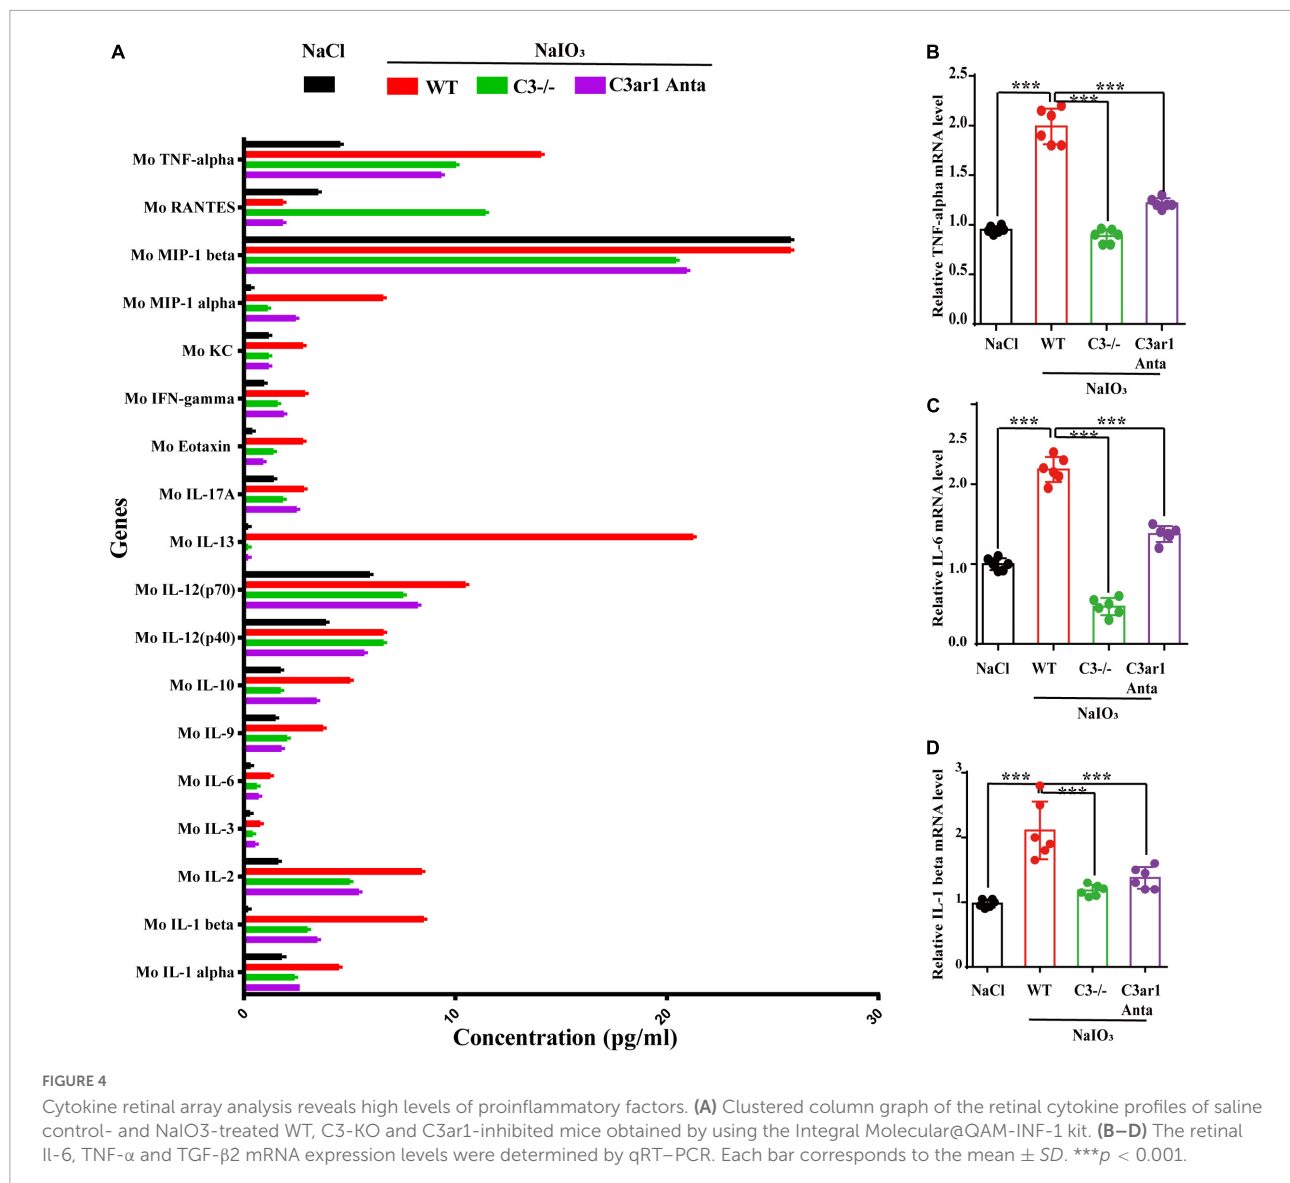 A
NaCl
NaIO₃
WT
C3-/-
C3ar1 Anta
Genes
Mo TNF-alpha
Mo RANTES
Mo MIP-1 beta
Mo MIP-1 alpha
Mo KC
Mo IFN-gamma
Mo Eotaxin
Mo IL-17A
Mo IL-13
Mo IL-12(p70)
Mo IL-12(p40)
Mo IL-10
Mo IL-9
Mo IL-6
Mo IL-3
Mo IL-2
Mo IL-1 beta
Mo IL-1 alpha
0 10 20 30
Concentration (pg/ml)
B
Relative TNF-alpha mRNA level
2.5
2.0
1.5
1.0
0.5
0.0
*** *** ***
NaCl WT C3-/- C3ar1
Anta
NaIO₃
C
Relative IL-6 mRNA level
2.5
2.0
1.0
0.0
*** *** ***
NaCl WT C3-/- C3ar1
Anta
NaIO₃
D
Relative IL-1 beta mRNA level
3
2
1
0
*** *** ***
NaCl WT C3-/- C3ar1
Anta
NaIO₃
FIGURE 4
Cytokine retinal array analysis reveals high levels of proinflammatory factors. (A) Clustered column graph of the retinal cytokine profiles of saline
control- and NaIO3-treated WT, C3-KO and C3ar1-inhibited mice obtained by using the Integral Molecular@QAM-INF-1 kit. (B–D) The retinal
Il-6, TNF-α and TGF-β2 mRNA expression levels were determined by qRT–PCR. Each bar corresponds to the mean ± SD. ***p < 0.001.